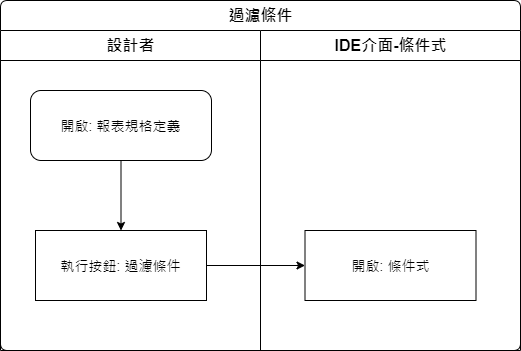 過濾條件
設計者
IDE介面-條件式
開啟: 報表規格定義
執行按鈕: 過濾條件
開啟: 條件式